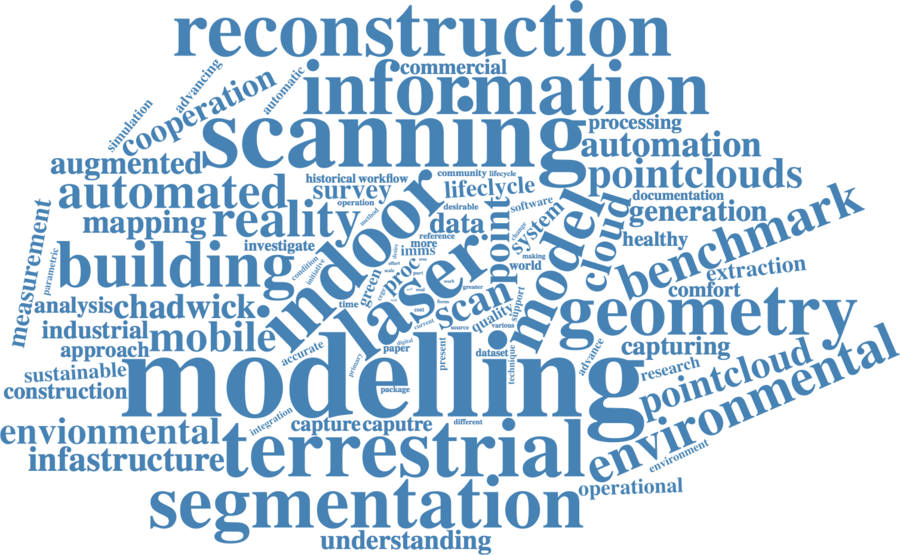 reconstruction
commercial
information
advancing
automatic
simulation
cooperation
scanning
processing
automation
augmented
pointclouds
historical workflow
community
lifecycle
automated
survey
lifeclycle
documentation
operation
desirable
software
generation
mapping
reality
method
data
point
system
change
model
cloud
benchmark
measurement
reference
healthy
investigate
more
imms
indoor
laser
making
world
extraction
building
parametric
condition
initiative
green
proc
scan
comfort
analysis
chadwick
time
greater
support
quality
geometry
industrial
mobile
current
source
various
approach
accurate
digital
paper
present
dataset
technique
advance
capturing
primary
sustainable
research
construction
modelling
package
pointcloud
environmental
integration
capture
caputre
different
envionmental
terrestrial
infastructure
environment
segmentation
operational
understanding